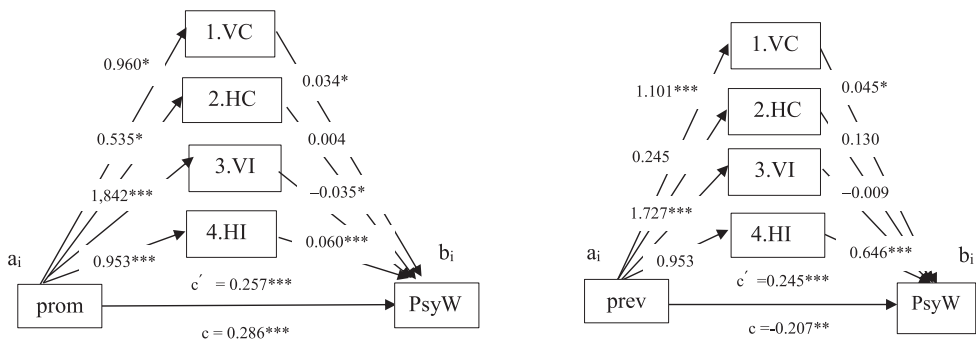 1.VC
0.960*
0.034*
2.HC
0.535*
0.004
3.VI
1,842***
−0.035*
4.HI
0.953***
0.060***
ai
bi
c′ = 0.257***
prom
PsyW
c = 0.286***
1.VC
1.101***
0.045*
2.HC
0.245
0.130
3.VI
1.727***
−0.009
4.HI
0.953
0.646***
ai
bi
c′ = 0.245***
prev
PsyW
c=-0.207**